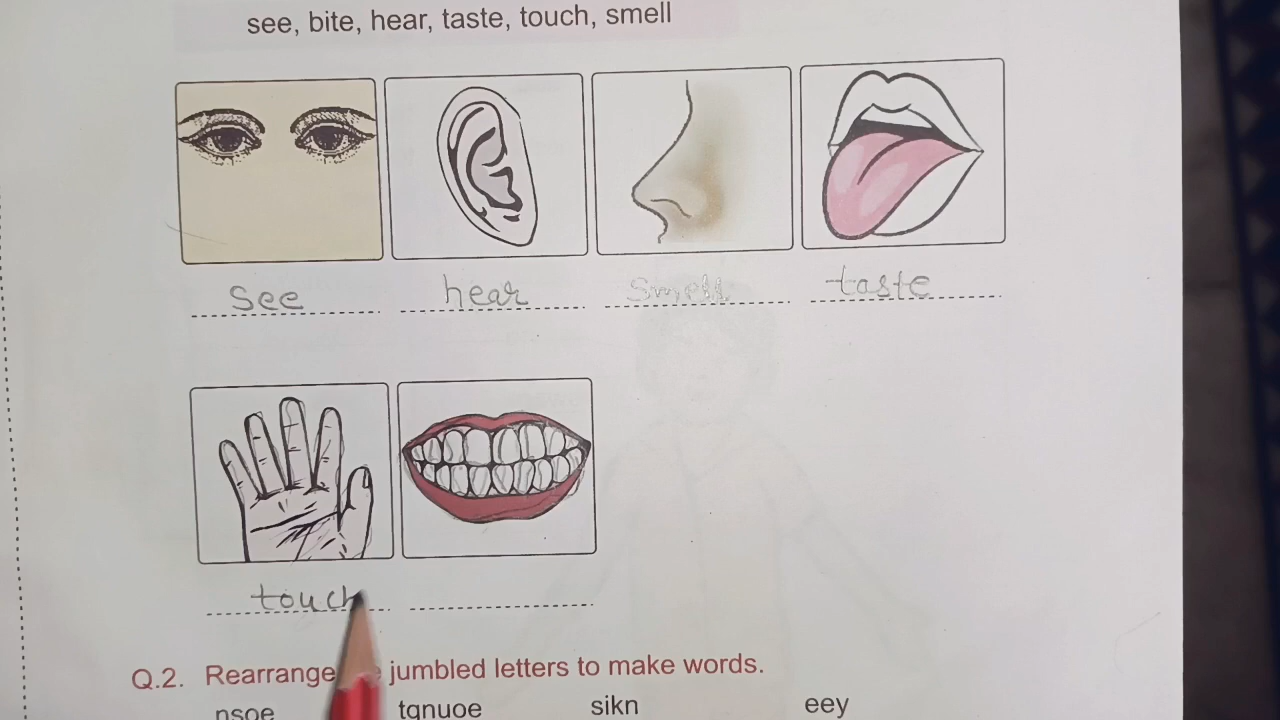 see, bite, hear, taste, touch, smell
see hear smell taste
touch
Q.2. Rearrange jumbled letters to make words.
nsoe tgnuoe sikn eey